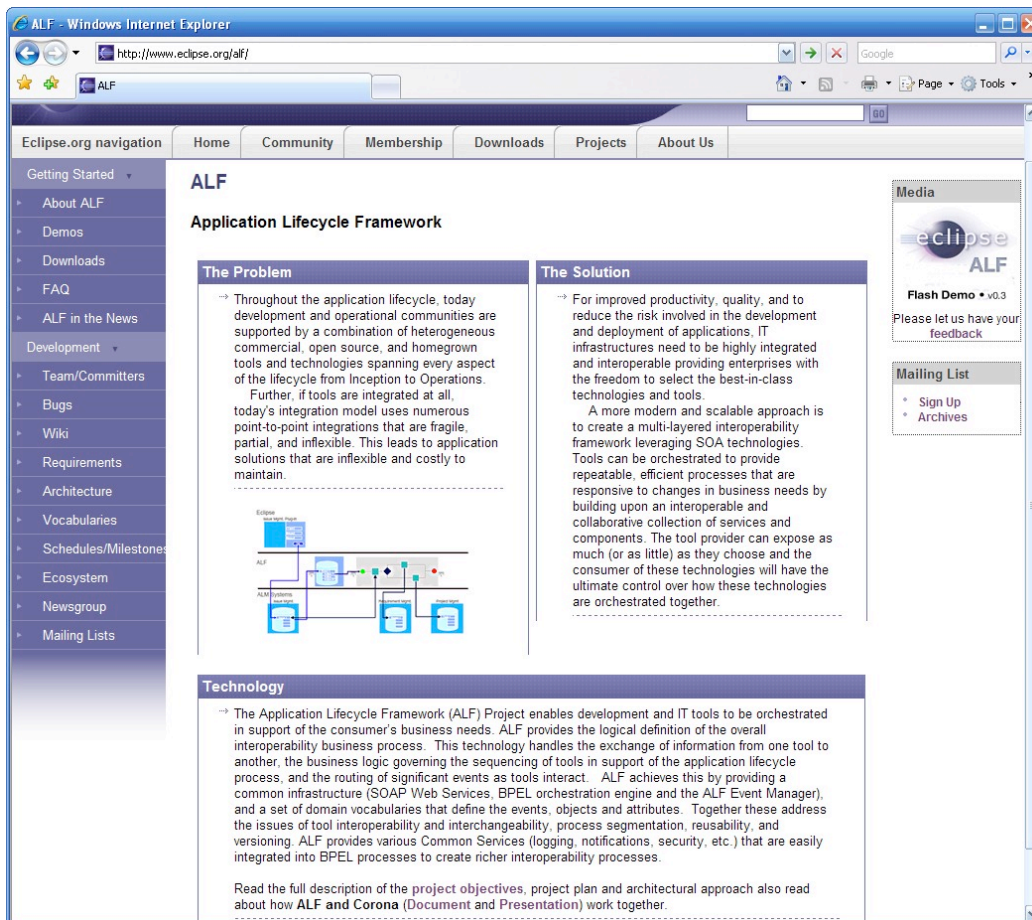 ALF - Windows Internet Explorer
http://www.eclipse.org/alf/
Google
ALF
Page
Tools
GO
Eclipse.org navigation
Home
Community
Membership
Downloads
Projects
About Us
Getting Started
About ALF
Demos
Downloads
FAQ
ALF in the News
Development
Team/Committers
Bugs
Wiki
Requirements
Architecture
Vocabularies
Schedules/Milestones
Ecosystem
Newsgroup
Mailing Lists
ALF
Application Lifecycle Framework
The Problem
Throughout the application lifecycle, today
development and operational communities are
supported by a combination of heterogeneous
commercial, open source, and homegrown
tools and technologies spanning every aspect
of the lifecycle from Inception to Operations.
Further, if tools are integrated at all,
today's integration model uses numerous
point-to-point integrations that are fragile,
partial, and inflexible. This leads to application
solutions that are inflexible and costly to
maintain.
Eclipse
Issue Mgmt. Plug-in
ALF
ALM Systems
Issue Mgmt
Requirement Mgmt
Project Mgmt
The Solution
For improved productivity, quality, and to
reduce the risk involved in the development
and deployment of applications, IT
infrastructures need to be highly integrated
and interoperable providing enterprises with
the freedom to select the best-in-class
technologies and tools.
A more modern and scalable approach is
to create a multi-layered interoperability
framework leveraging SOA technologies.
Tools can be orchestrated to provide
repeatable, efficient processes that are
responsive to changes in business needs by
building upon an interoperable and
collaborative collection of services and
components. The tool provider can expose as
much (or as little) as they choose and the
consumer of these technologies will have the
ultimate control over how these technologies
are orchestrated together.
Technology
The Application Lifecycle Framework (ALF) Project enables development and IT tools to be orchestrated
in support of the consumer's business needs. ALF provides the logical definition of the overall
interoperability business process. This technology handles the exchange of information from one tool to
another, the business logic governing the sequencing of tools in support of the application lifecycle
process, and the routing of significant events as tools interact. ALF achieves this by providing a
common infrastructure (SOAP Web Services, BPEL orchestration engine and the ALF Event Manager),
and a set of domain vocabularies that define the events, objects and attributes. Together these address
the issues of tool interoperability and interchangeability, process segmentation, reusability, and
versioning. ALF provides various Common Services (logging, notifications, security, etc.) that are easily
integrated into BPEL processes to create richer interoperability processes.
Read the full description of the project objectives, project plan and architectural approach also read
about how ALF and Corona (Document and Presentation) work together.
Media
eclipse
ALF
Flash Demo • v0.3
Please let us have your
feedback
Mailing List
Sign Up
Archives